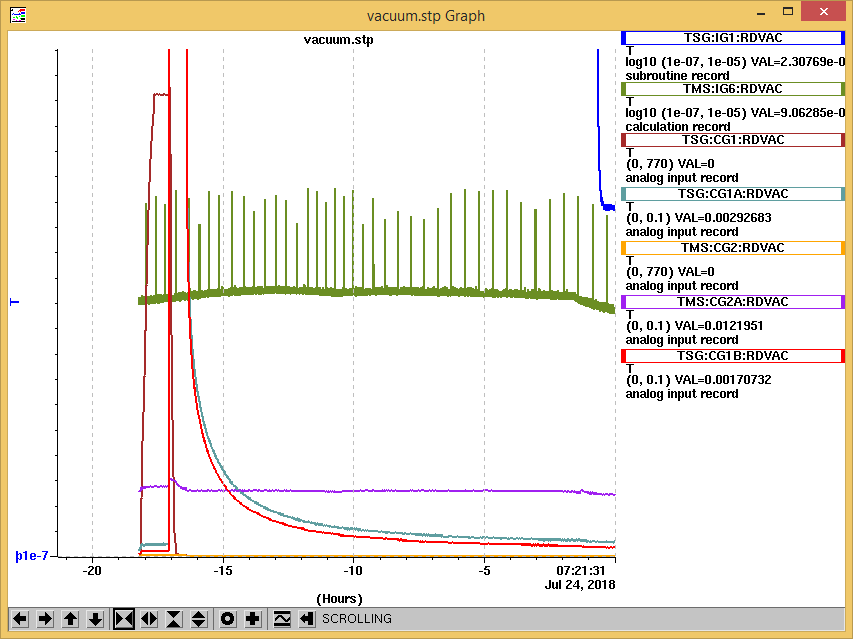 vacuum.stp Graph
vacuum.stp
T
þ1e-7
-20
-15
-10
-5
07:21:31
Jul 24, 2018
(Hours)
TSG:IG1:RDVAC
T
log10 (1e-07, 1e-05) VAL=2.30769e-0
subroutine record
TMS:IG6:RDVAC
T
log10 (1e-07, 1e-05) VAL=9.06285e-0
calculation record
TSG:CG1:RDVAC
T
(0, 770) VAL=0
analog input record
TSG:CG1A:RDVAC
T
(0, 0.1) VAL=0.00292683
analog input record
TMS:CG2:RDVAC
T
(0, 770) VAL=0
analog input record
TMS:CG2A:RDVAC
T
(0, 0.1) VAL=0.0121951
analog input record
TSG:CG1B:RDVAC
T
(0, 0.1) VAL=0.00170732
analog input record
SCROLLING